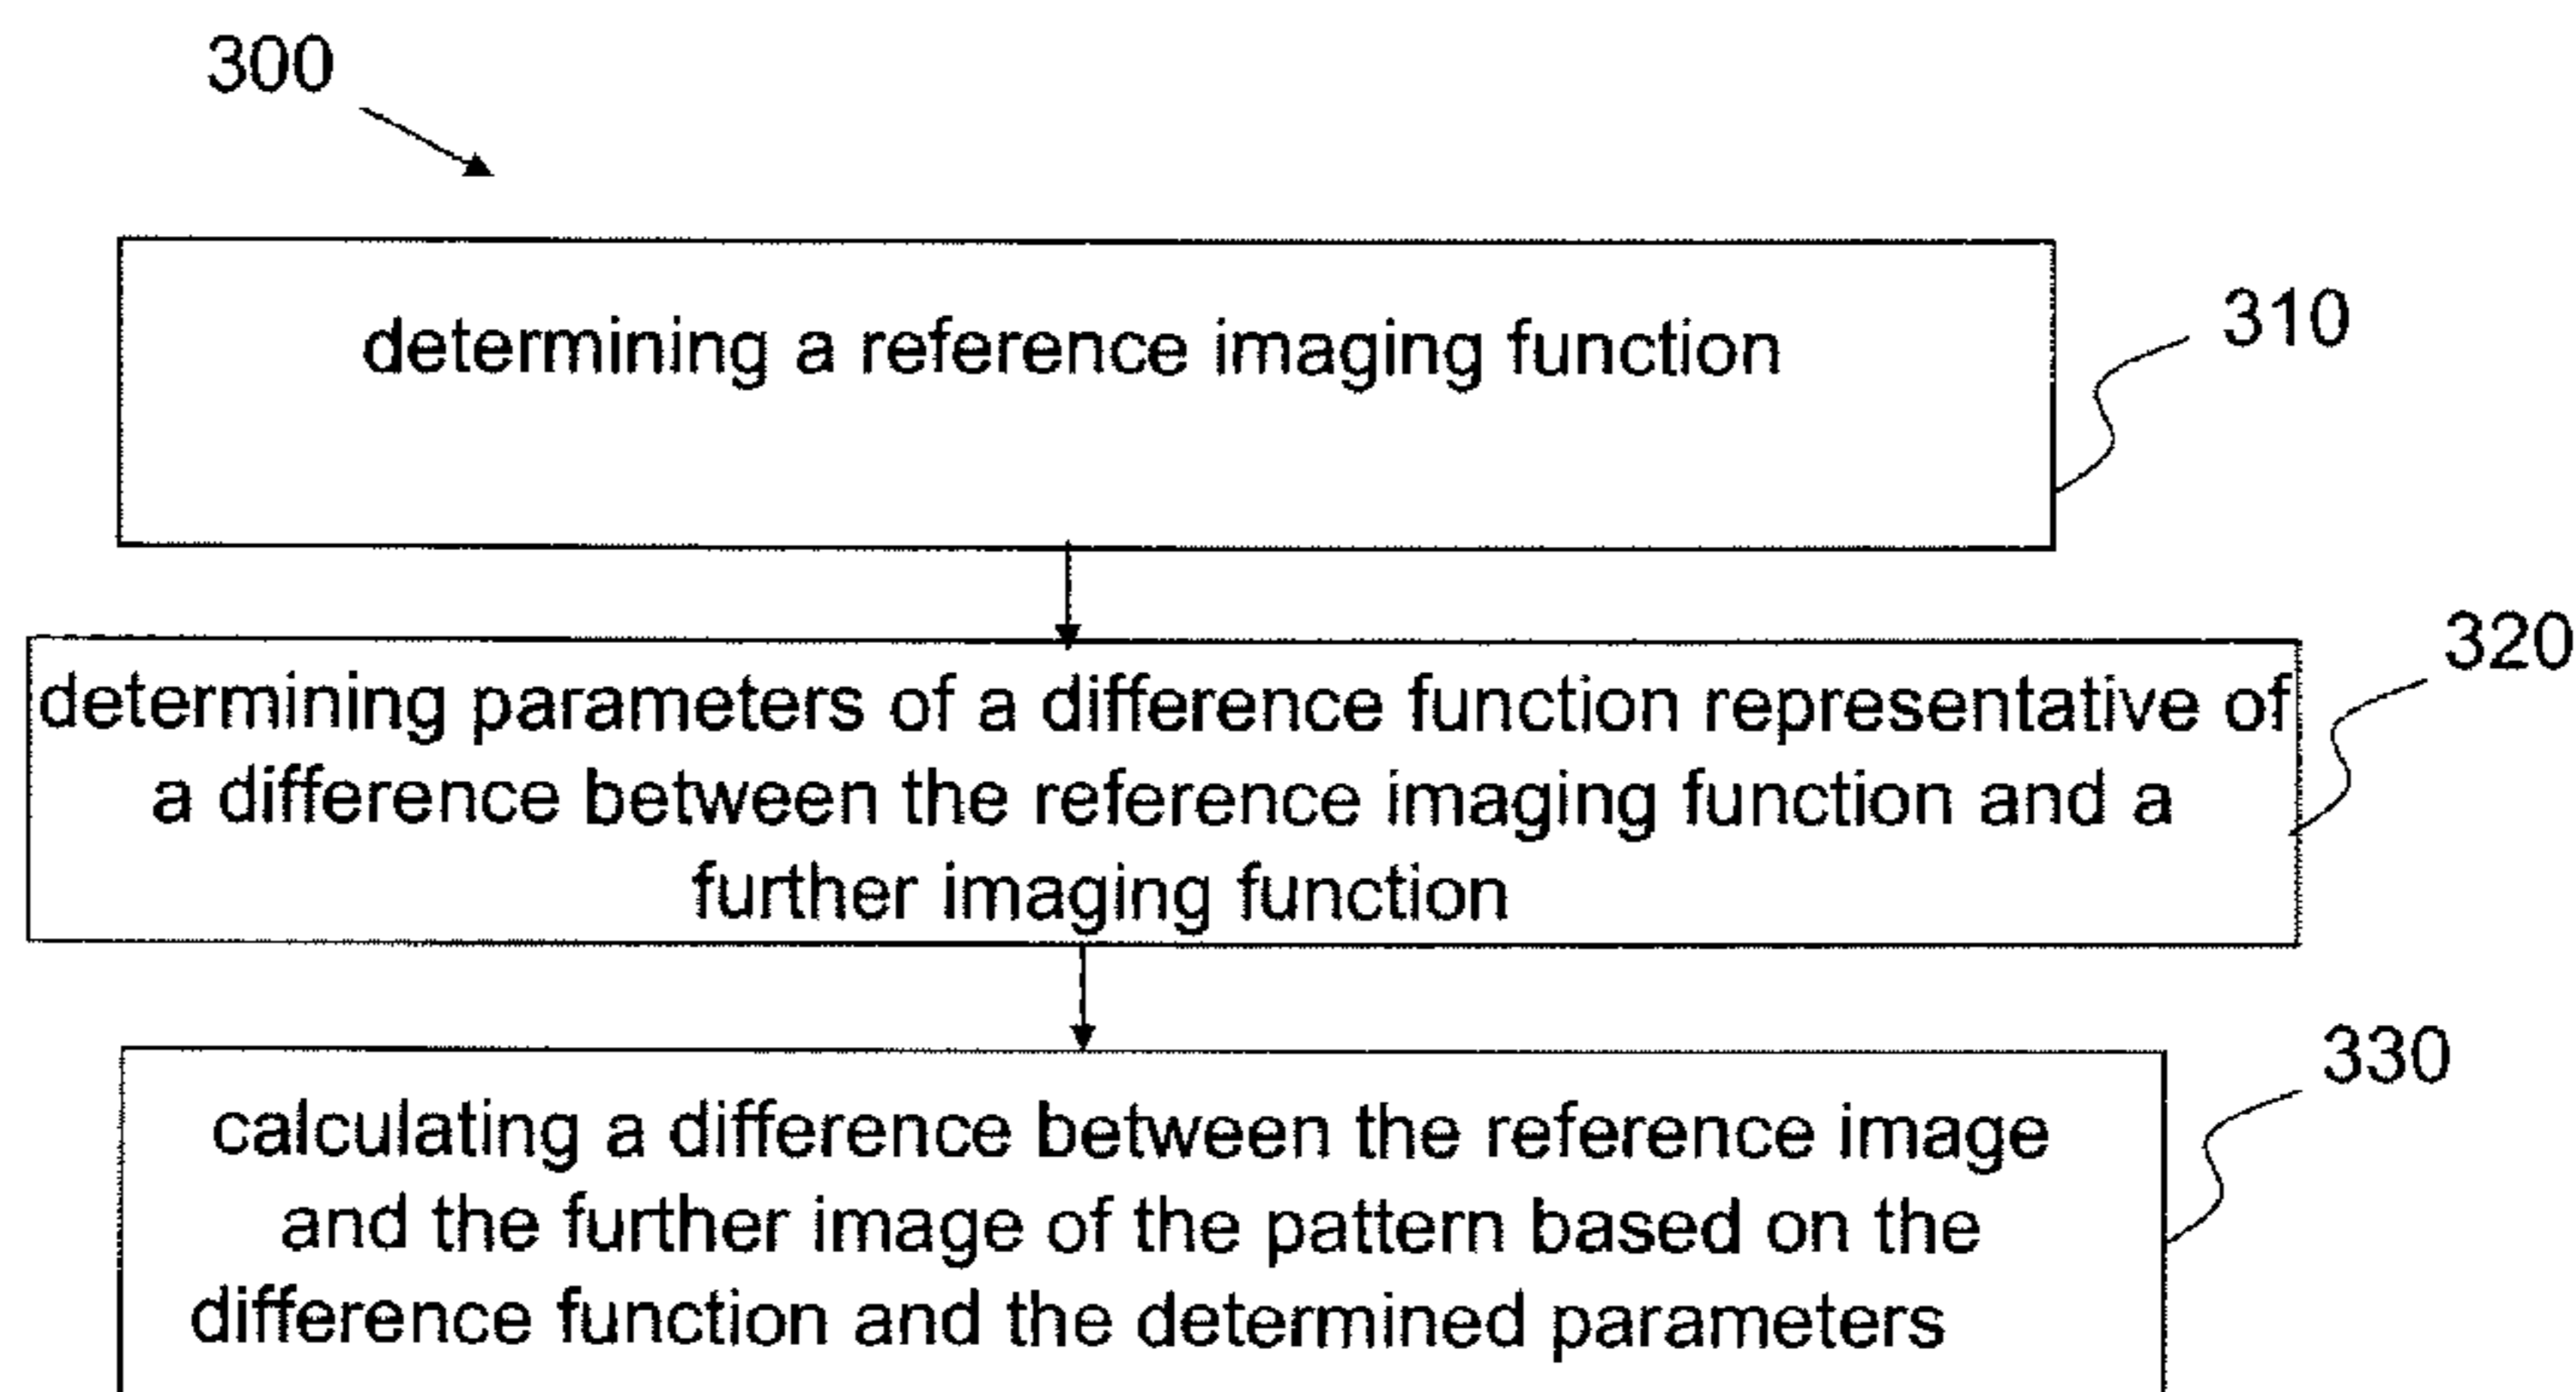 300
determining a reference imaging function
310
320
determining parameters of a difference function representative of
a difference between the reference imaging function and a
further imaging function
330
calculating a difference between the reference image
and the further image of the pattern based on the
difference function and the determined parameters